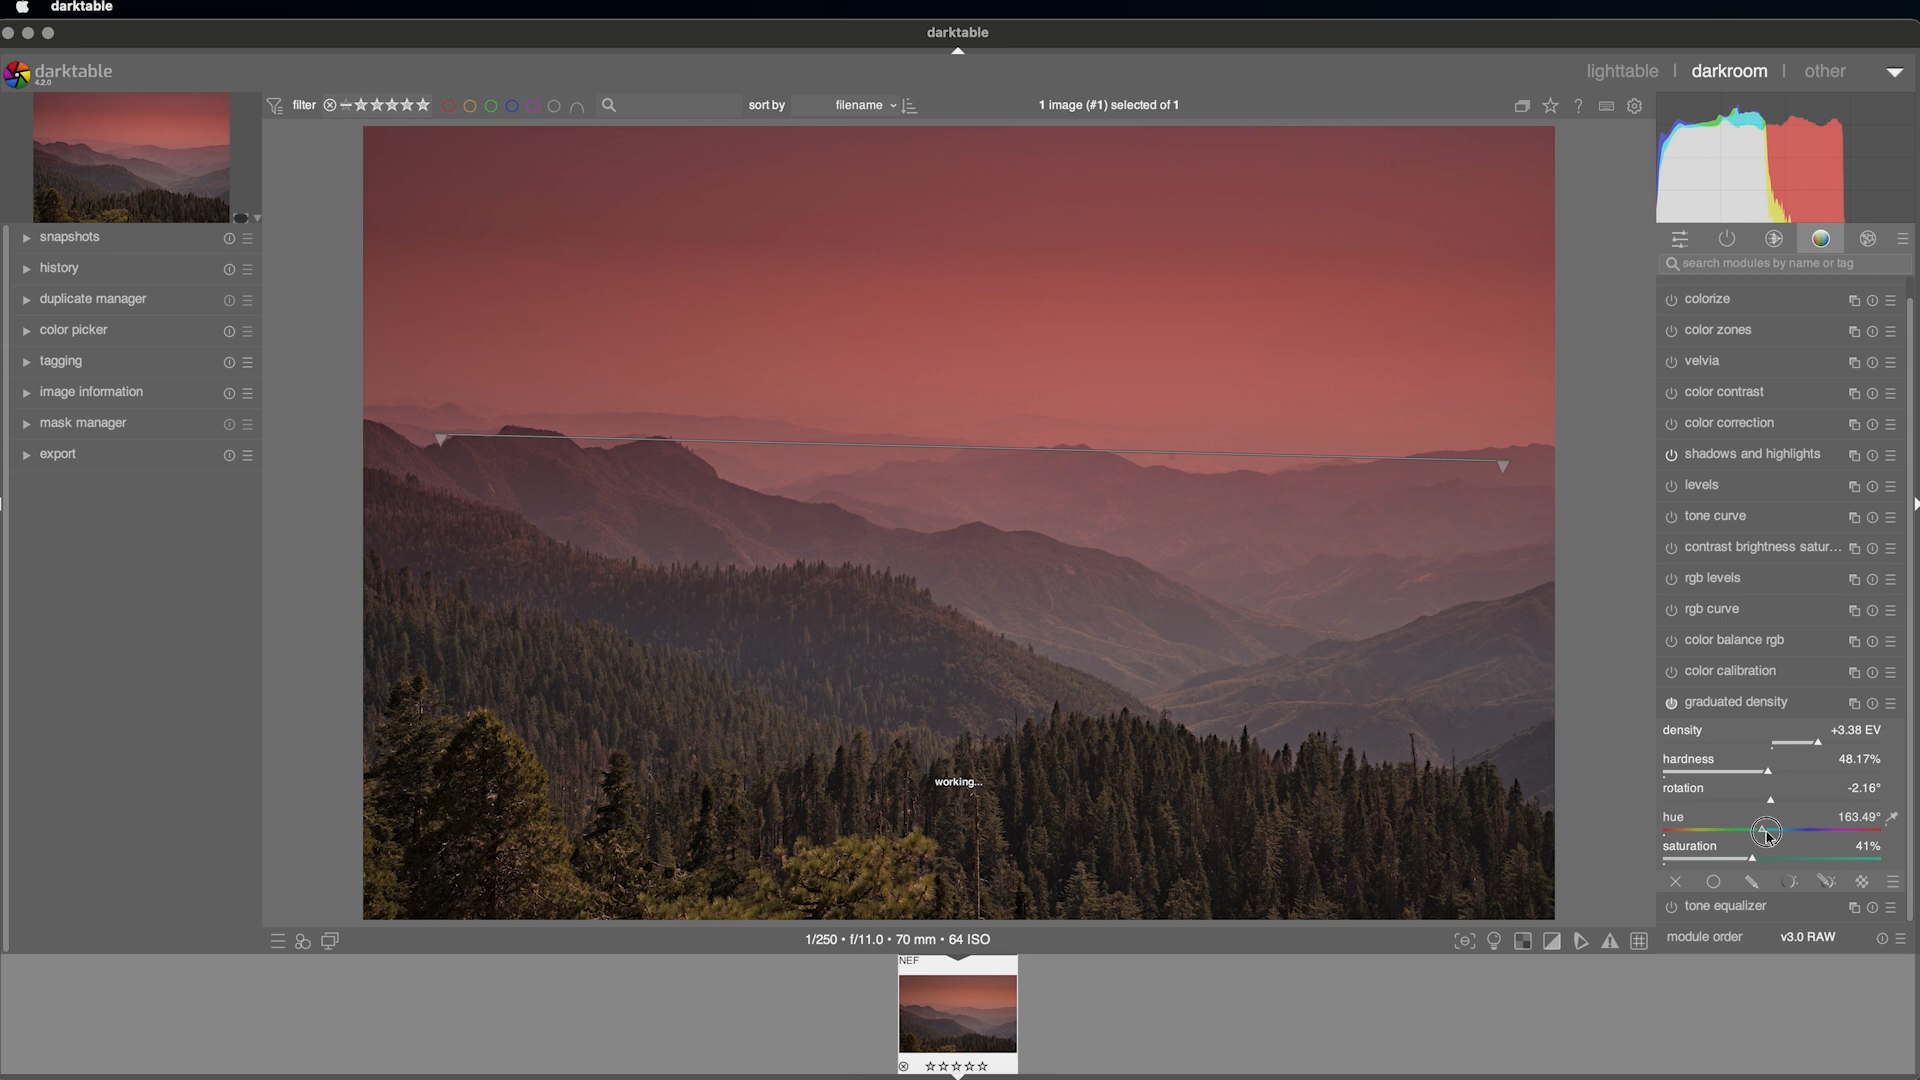 darktable
darktable
darktable
4.2.0
lighttable | darkroom | other
filter
sort by filename
1 image (#1) selected of 1
?
snapshots
history
duplicate manager
color picker
tagging
image information
mask manager
export
search modules by name or tag
colorize
color zones
velvia
color contrast
color correction
shadows and highlights
levels
tone curve
contrast brightness satur...
rgb levels
rgb curve
color balance rgb
color calibration
graduated density
density +3.38 EV
hardness 48.17%
rotation -2.16°
hue 163.49°
saturation 41%
tone equalizer
module order v3.0 RAW
working...
1/250 • f/11.0 • 70 mm • 64 ISO
NEF